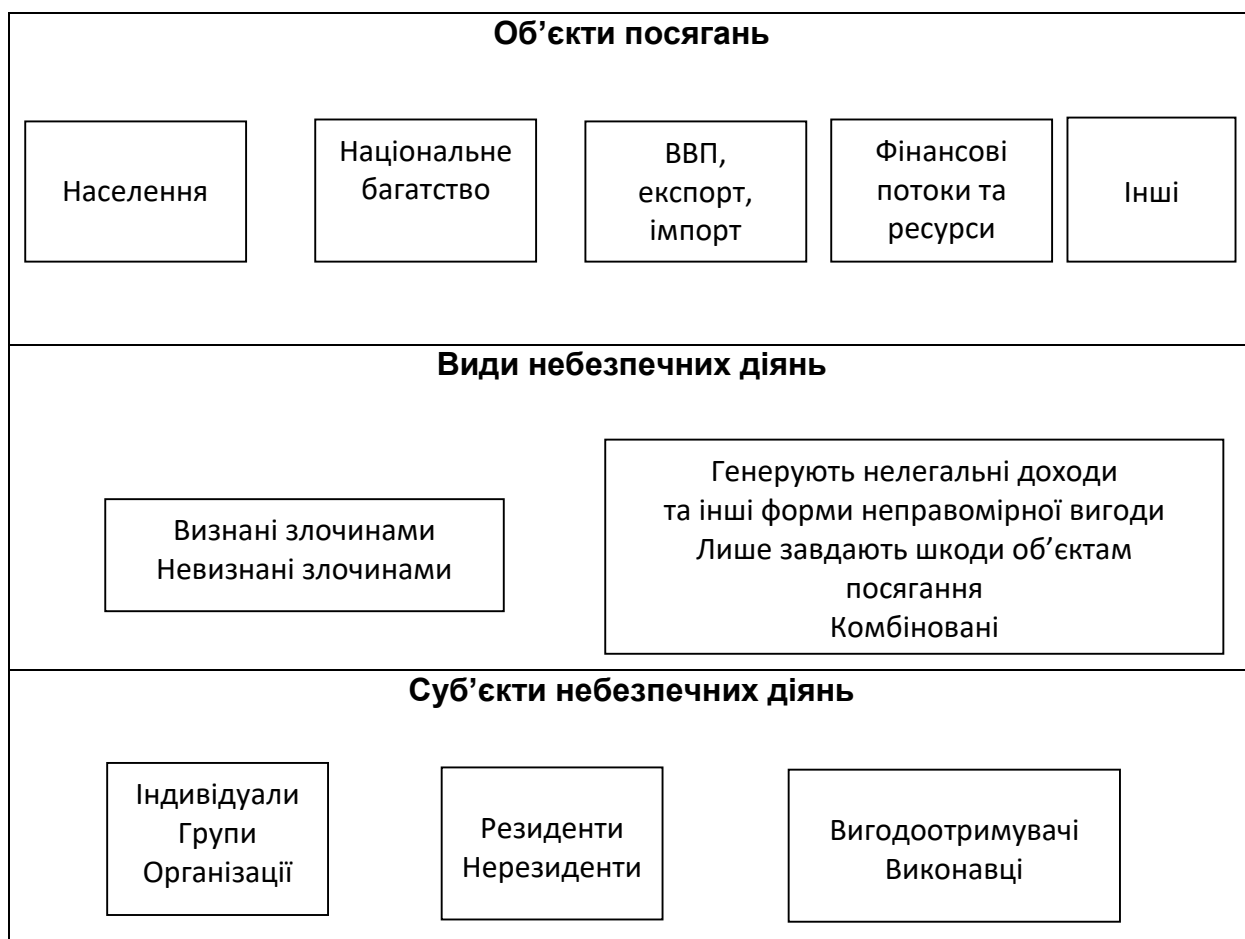 Об’єкти посягань
Населення
Національне
багатство
ВВП,
експорт,
імпорт
Фінансові
потоки та
ресурси
Інші
Види небезпечних діянь
Визнані злочинами
Невизнані злочинами
Генерують нелегальні доходи
та інші форми неправомірної вигоди
Лише завдають шкоди об’єктам
посягання
Комбіновані
Суб’єкти небезпечних діянь
Індивідуали
Групи
Організації
Резиденти
Нерезиденти
Вигодоотримувачі
Виконавці